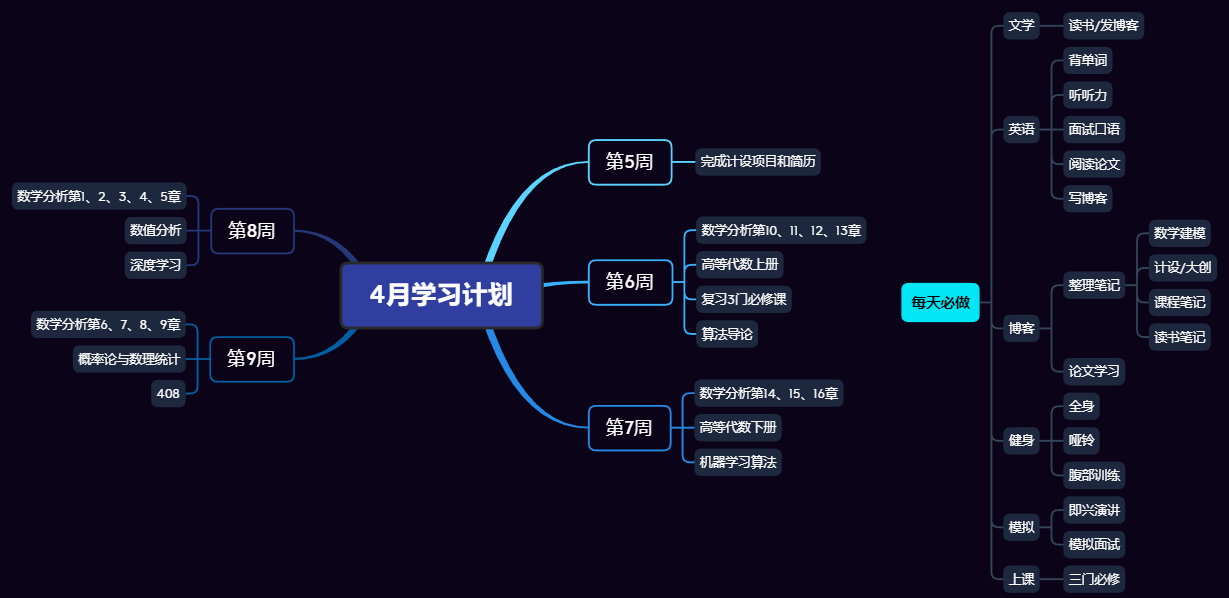 4月学习计划
第5周
完成计设项目和简历
第6周
数学分析第10、11、12、13章
高等代数上册
复习3门必修课
算法导论
第7周
数学分析第14、15、16章
高等代数下册
机器学习算法
第8周
数学分析第1、2、3、4、5章
数值分析
深度学习
第9周
数学分析第6、7、8、9章
概率论与数理统计
408
每天必做
文学
读书/发博客
英语
背单词
听听力
面试口语
阅读论文
写博客
博客
整理笔记
数学建模
计设/大创
课程笔记
读书笔记
论文学习
健身
全身
哑铃
腹部训练
模拟
即兴演讲
模拟面试
上课
三门必修